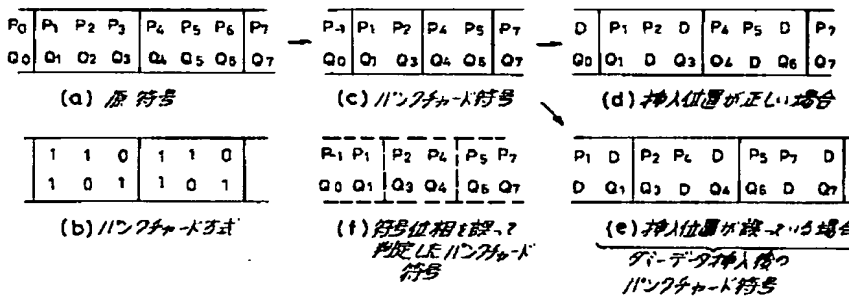 P0 P1 P2 P3 P4 P5 P6 P7
Q0 Q1 Q2 Q3 Q4 Q5 Q6 Q7
(a) 原符号
P-1 P1 P2 P4 P5 P7
Q0 Q1 Q3 Q4 Q6 Q7
(c) パンクチャード符号
D P1 P2 D P4 P5 D P7
Q0 Q1 D Q3 Q4 D Q6 Q7
(d) 挿入位置が正しい場合
1 1 0 1 1 0
1 0 1 1 0 1
(b) パンクチャード方式
P-1 P1 P2 P4 P5 P7
Q0 Q1 Q3 Q4 Q6 Q7
(f) 符号位相を誤って
判定したパンクチャード
符号
P1 D P2 P4 D P5 P7 D
D Q1 Q3 D Q4 Q6 D Q7
(e) 挿入位置が誤っている場合
ダミーデータ挿入後の
パンクチャード符号